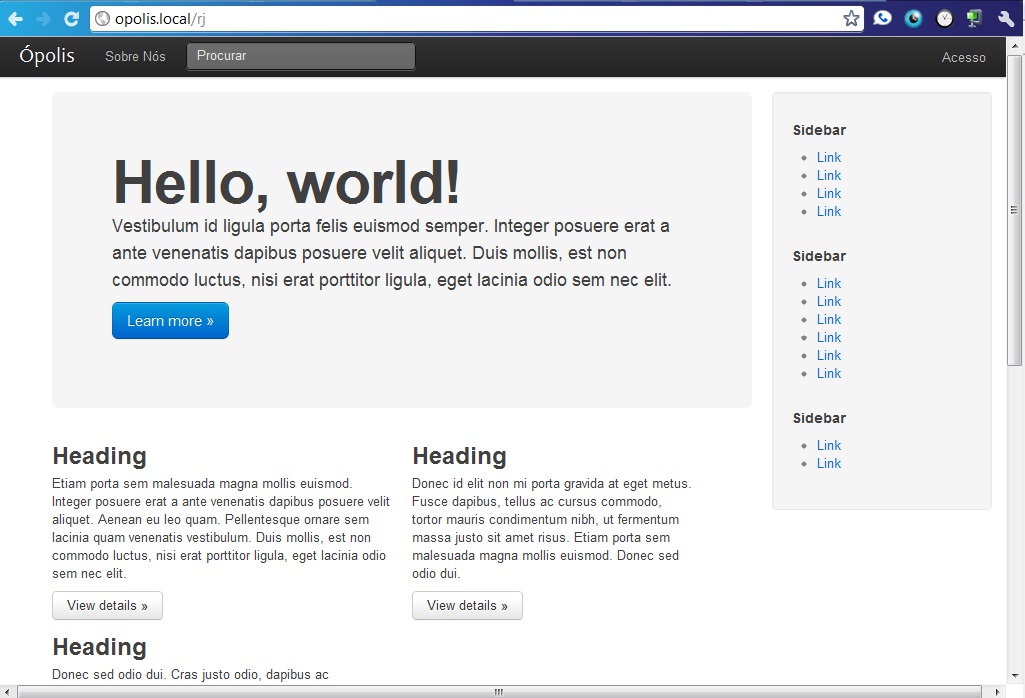 opolis.local/rj
Ópolis
Sobre Nós
Procurar
Acesso
Hello, world!
Vestibulum id ligula porta felis euismod semper. Integer posuere erat a
ante venenatis dapibus posuere velit aliquet. Duis mollis, est non
commodo luctus, nisi erat porttitor ligula, eget lacinia odio sem nec elit.
Learn more »
Heading
Etiam porta sem malesuada magna mollis euismod.
Integer posuere erat a ante venenatis dapibus posuere velit
aliquet. Aenean eu leo quam. Pellentesque ornare sem
lacinia quam venenatis vestibulum. Duis mollis, est non
commodo luctus, nisi erat porttitor ligula, eget lacinia odio
sem nec elit.
View details »
Heading
Donec id elit non mi porta gravida at eget metus.
Fusce dapibus, tellus ac cursus commodo,
tortor mauris condimentum nibh, ut fermentum
massa justo sit amet risus. Etiam porta sem
malesuada magna mollis euismod. Donec sed
odio dui.
View details »
Heading
Donec sed odio dui. Cras justo odio, dapibus ac
Sidebar
Link
Link
Link
Link
Sidebar
Link
Link
Link
Link
Link
Link
Sidebar
Link
Link